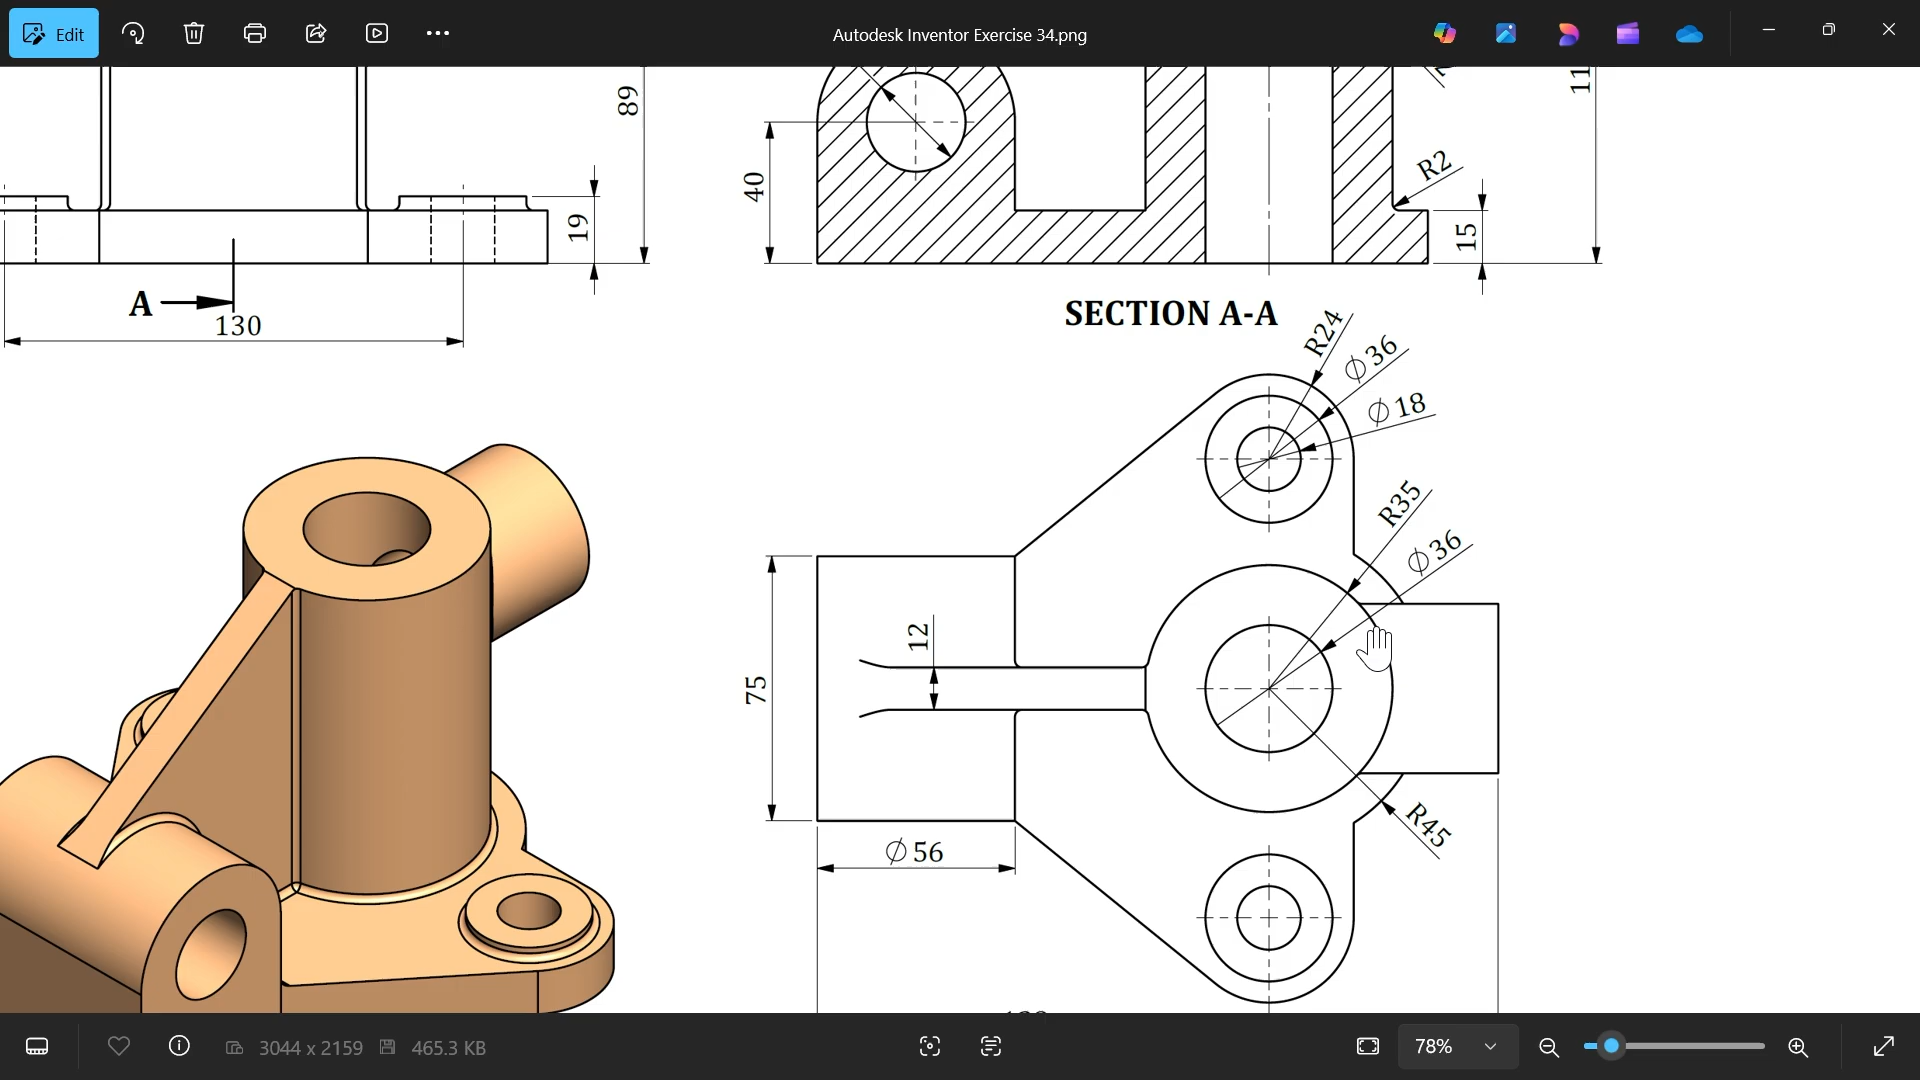 Edit
Autodesk Inventor Exercise 34.png
89
19
A
130
40
R2
15
11
SECTION A-A
R24
∅ 36
∅ 18
R35
∅ 36
12
75
∅ 56
R45
3044 x 2159
465.3 KB
78%